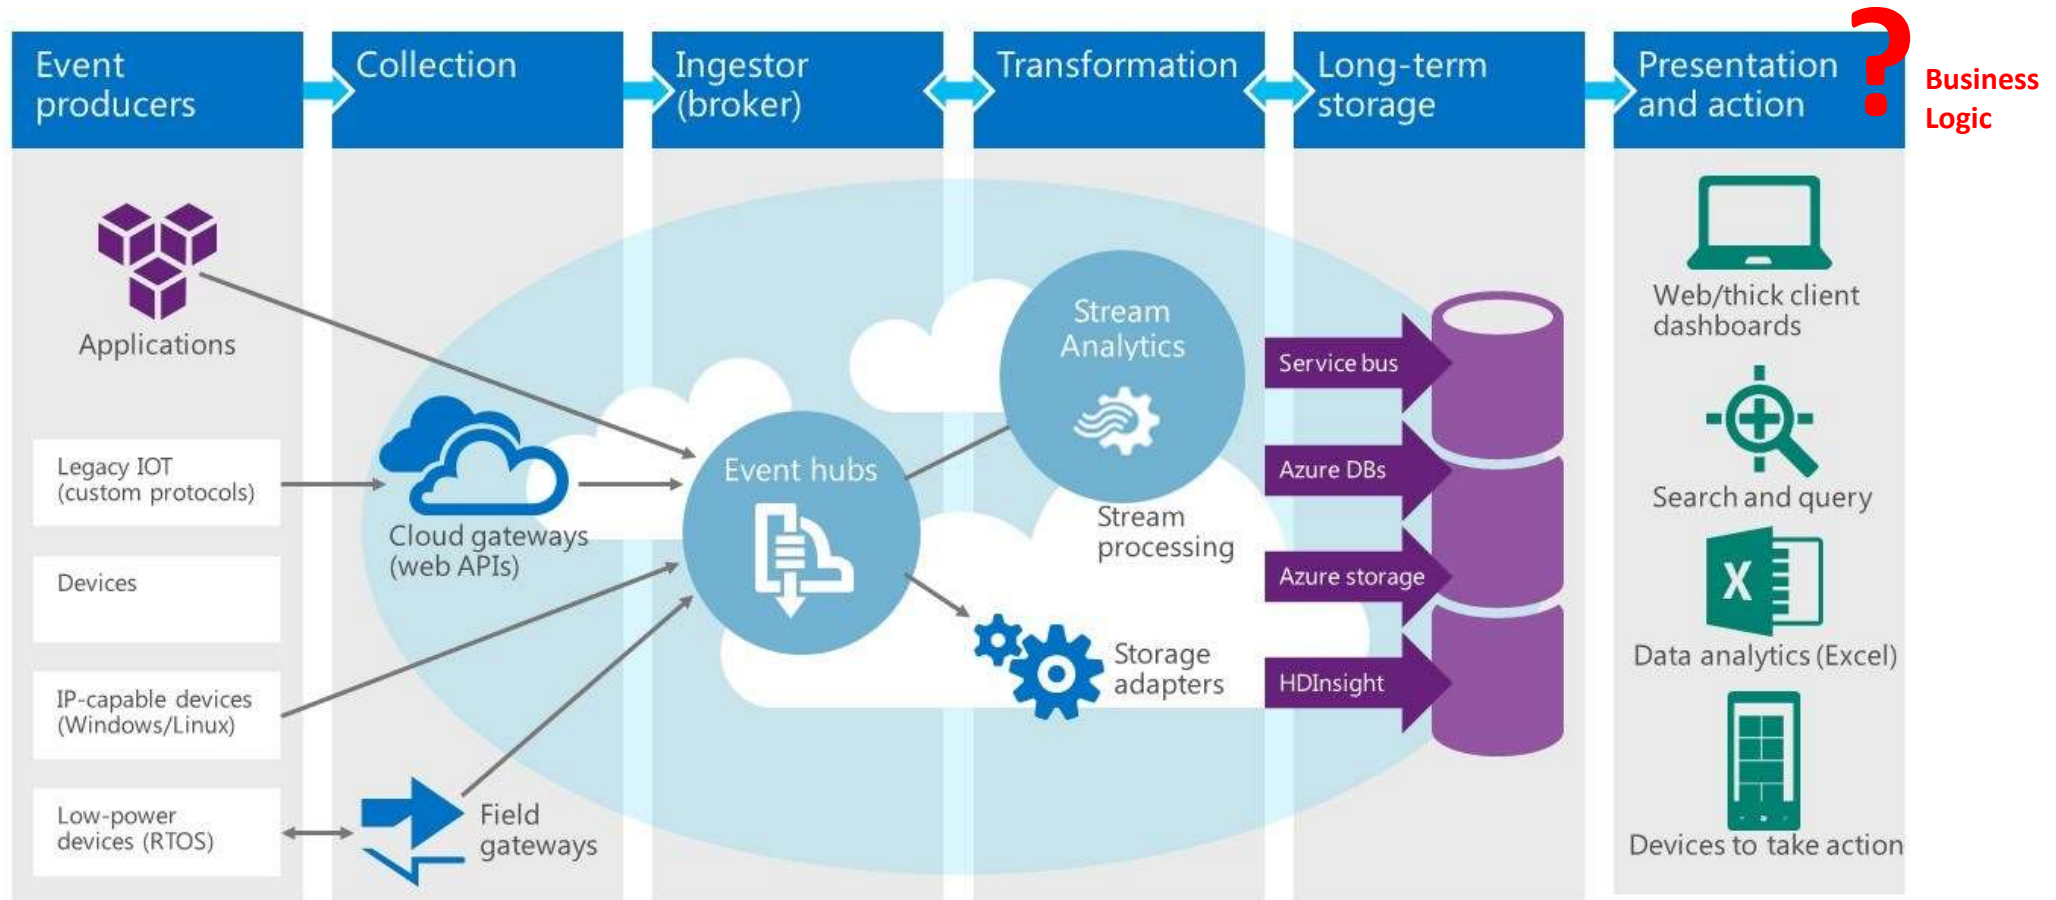 Event
producers
Collection
Ingestor
(broker)
Transformation
Long-term
storage
Presentation
and action
?
Business
Logic
Applications
Legacy IOT
(custom protocols)
Devices
IP-capable devices
(Windows/Linux)
Low-power
devices (RTOS)
Cloud gateways
(web APIs)
Field
gateways
Event hubs
Stream
Analytics
Stream
processing
Storage
adapters
Service bus
Azure DBs
Azure storage
HDInsight
Web/thick client
dashboards
Search and query
X
Data analytics (Excel)
Devices to take action